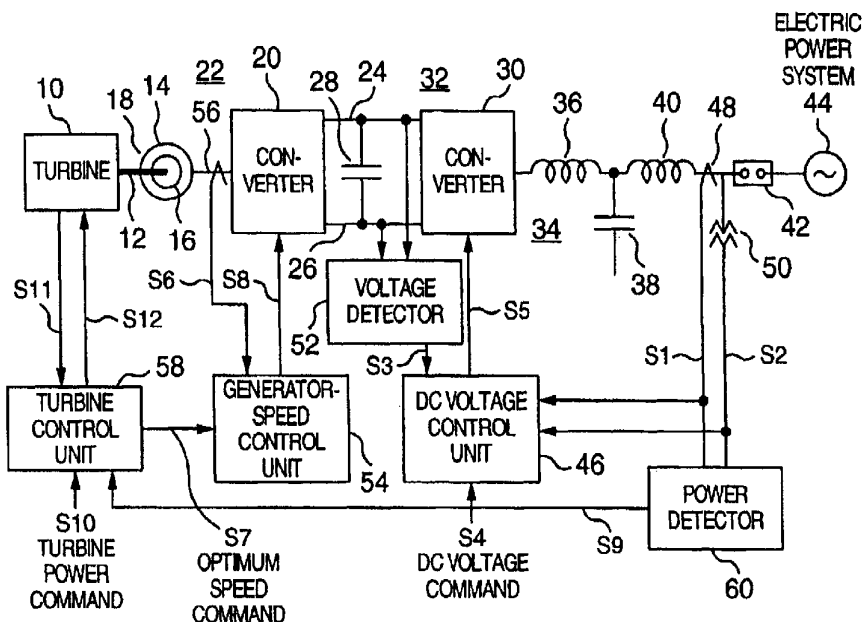 ELECTRIC
POWER
SYSTEM
44
10
18
14
22
56
20
28
24
32
30
36
40
48
TURBINE
CON-
VERTER
CON-
VERTER
12
16
26
34
38
42
50
S11
S12
S6
S8
52
VOLTAGE
DETECTOR
S3
S5
S1
S2
58
TURBINE
CONTROL
UNIT
GENERATOR-
SPEED
CONTROL
UNIT
54
DC VOLTAGE
CONTROL
UNIT
46
POWER
DETECTOR
60
S10
TURBINE
POWER
COMMAND
S7
OPTIMUM
SPEED
COMMAND
S4
DC VOLTAGE
COMMAND
S9